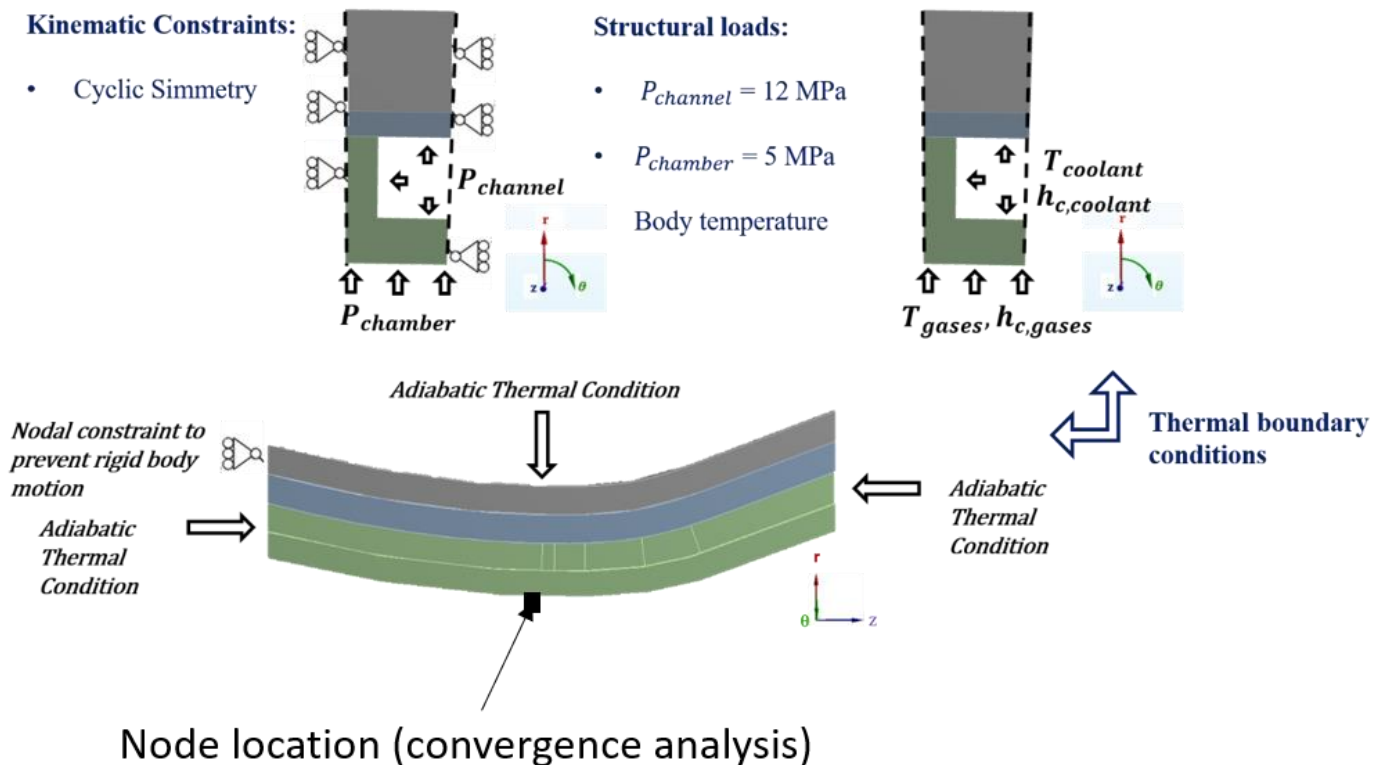 Kinematic Constraints:
• Cyclic Simmetry
P_channel
r
z
θ
P_chamber
Structural loads:
• P_channel = 12 MPa
• P_chamber = 5 MPa
Body temperature
T_coolant
h_c,coolant
r
z
θ
T_gases, h_c,gases
Adiabatic Thermal Condition
Nodal constraint to
prevent rigid body
motion
Adiabatic
Thermal
Condition
Thermal boundary
conditions
Adiabatic
Thermal
Condition
r
θ
z
Node location (convergence analysis)